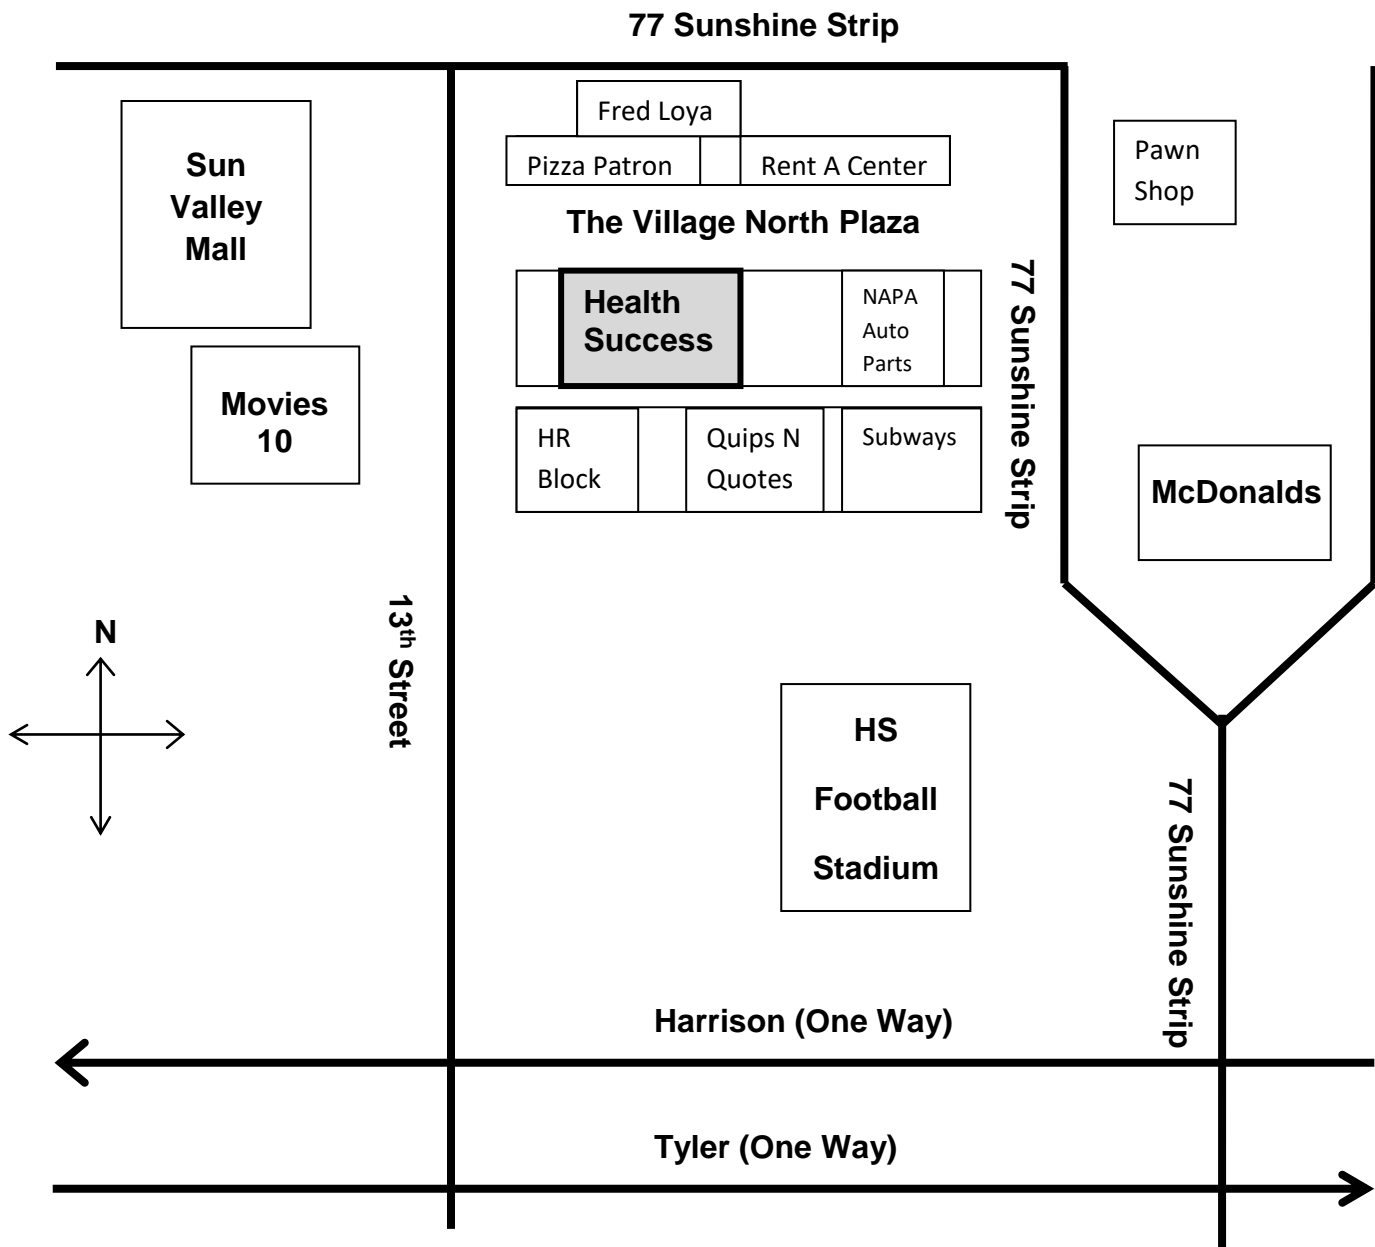 77 Sunshine Strip
Fred Loya
Pizza Patron
Rent A Center
Pawn
Shop
Sun
Valley
Mall
The Village North Plaza
Health
Success
NAPA
Auto
Parts
77 Sunshine Strip
Movies
10
HR
Block
Quips N
Quotes
Subways
McDonalds
13th Street
N
HS
Football
Stadium
77 Sunshine Strip
Harrison (One Way)
Tyler (One Way)